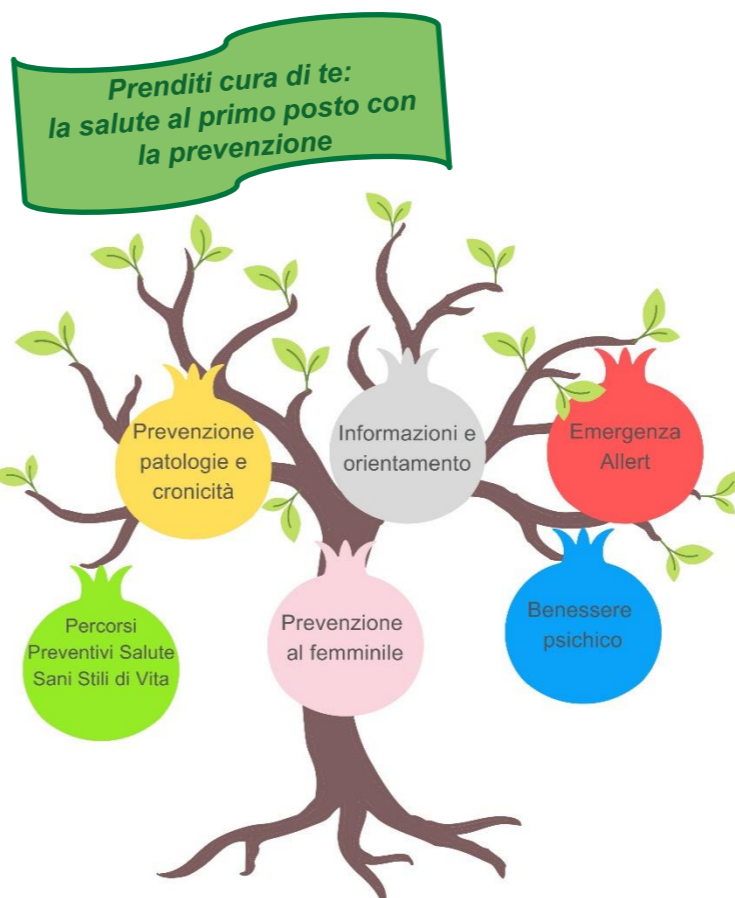 Prenditi cura di te:
la salute al primo posto con
la prevenzione
Prevenzione
patologie e
cronicità
Informazioni e
orientamento
Emergenza
Allert
Percorsi
Preventivi Salute
Sani Stili di Vita
Prevenzione
al femminile
Benessere
psichico